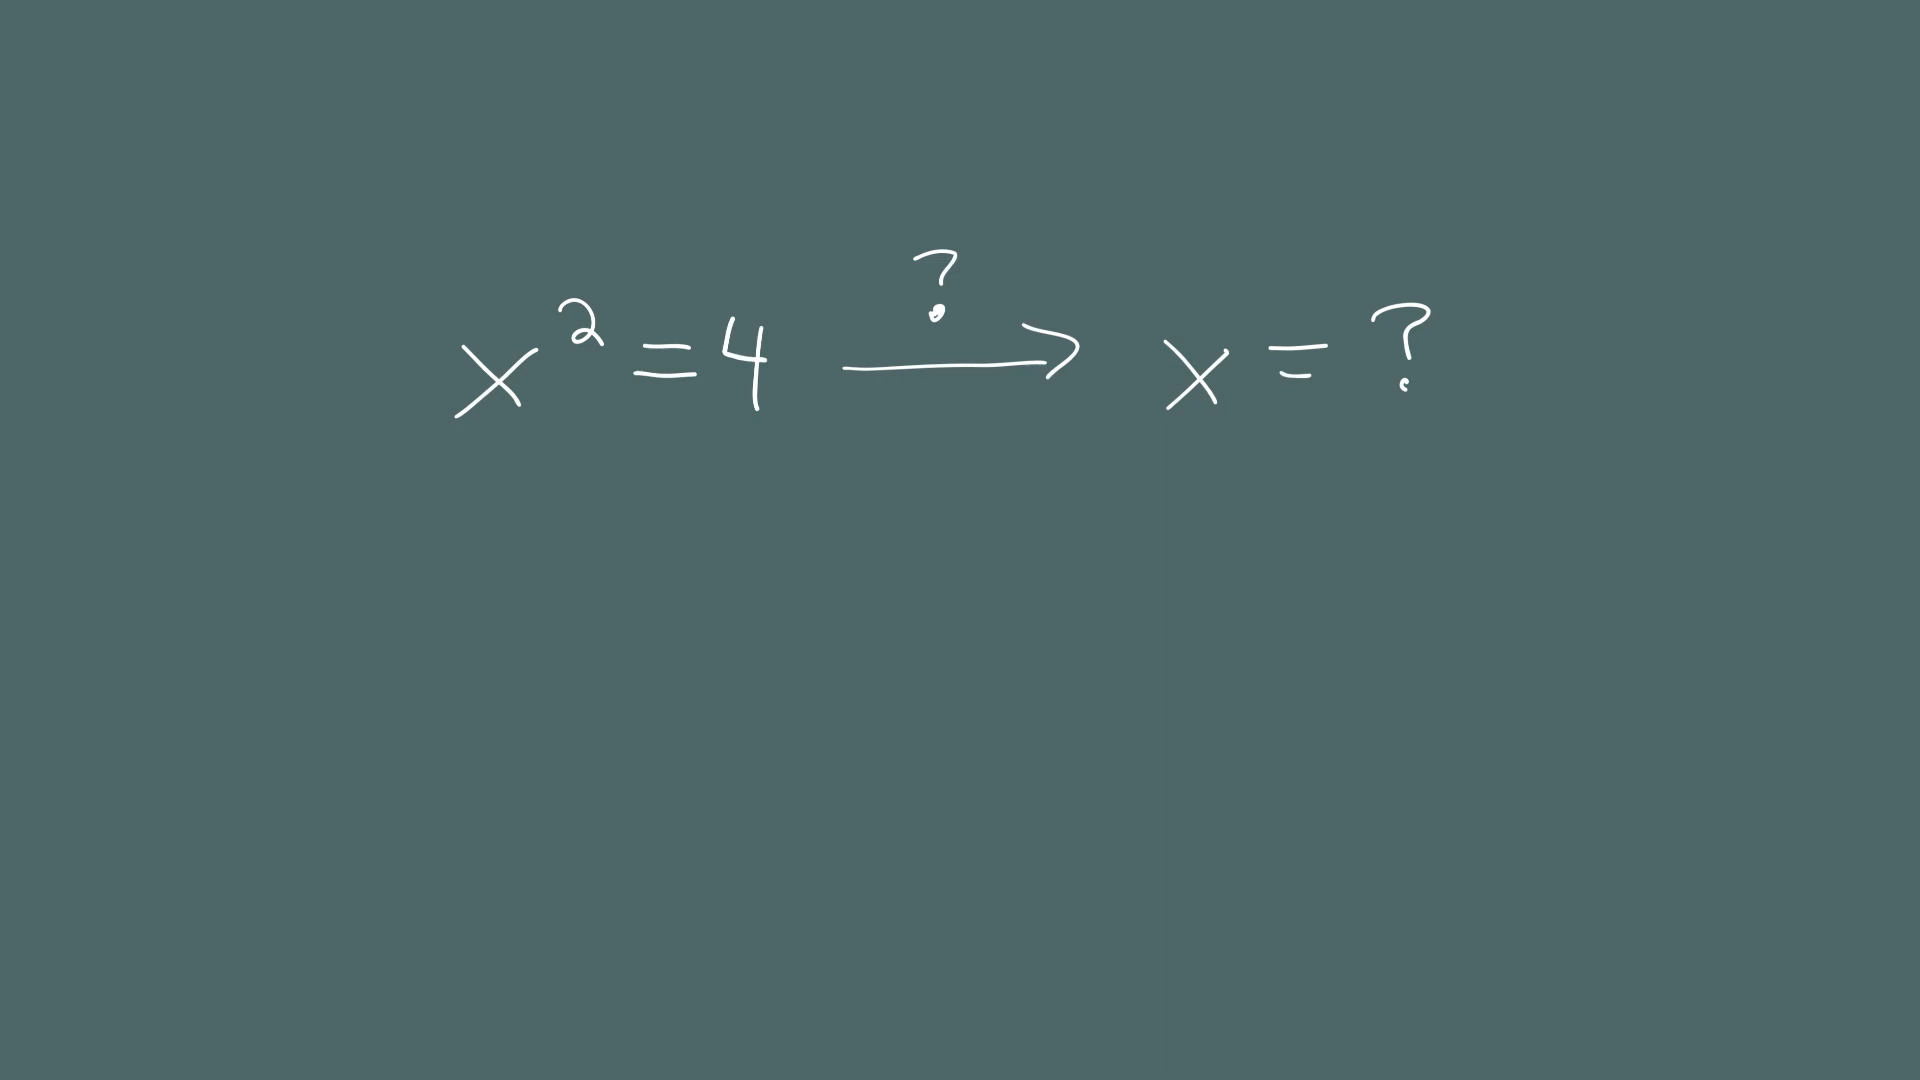 x² = 4 ?→ x = ?